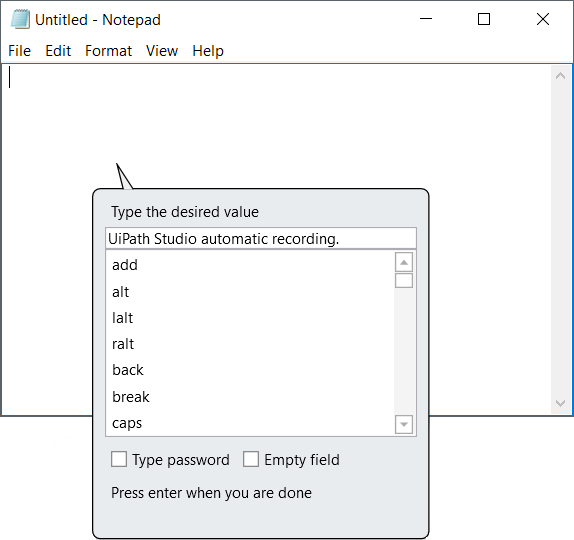 Untitled - Notepad
File Edit Format View Help
Type the desired value
UiPath Studio automatic recording.
add
alt
lalt
ralt
back
break
caps
Type password Empty field
Press enter when you are done